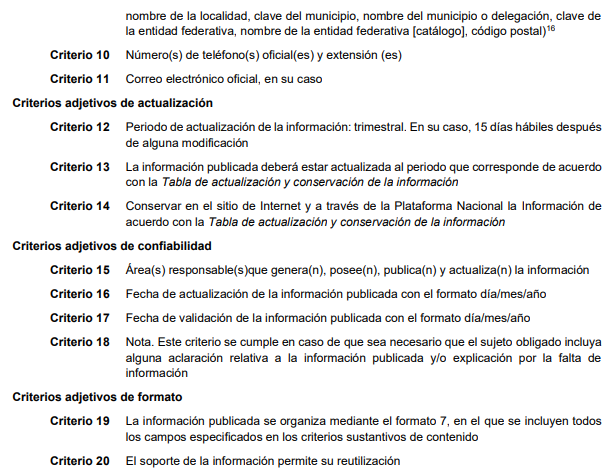 nombre de la localidad, clave del municipio, nombre del municipio o delegación, clave de
la entidad federativa, nombre de la entidad federativa [catálogo], código postal)16
Criterio 10 Número(s) de teléfono(s) oficial(es) y extensión (es)
Criterio 11 Correo electrónico oficial, en su caso
Criterios adjetivos de actualización
Criterio 12 Periodo de actualización de la información: trimestral. En su caso, 15 días hábiles después
de alguna modificación
Criterio 13 La información publicada deberá estar actualizada al periodo que corresponde de acuerdo
con la Tabla de actualización y conservación de la información
Criterio 14 Conservar en el sitio de Internet y a través de la Plataforma Nacional la Información de
acuerdo con la Tabla de actualización y conservación de la información
Criterios adjetivos de confiabilidad
Criterio 15 Área(s) responsable(s)que genera(n), posee(n), publica(n) y actualiza(n) la información
Criterio 16 Fecha de actualización de la información publicada con el formato día/mes/año
Criterio 17 Fecha de validación de la información publicada con el formato día/mes/año
Criterio 18 Nota. Este criterio se cumple en caso de que sea necesario que el sujeto obligado incluya
alguna aclaración relativa a la información publicada y/o explicación por la falta de
información
Criterios adjetivos de formato
Criterio 19 La información publicada se organiza mediante el formato 7, en el que se incluyen todos
los campos especificados en los criterios sustantivos de contenido
Criterio 20 El soporte de la información permite su reutilización